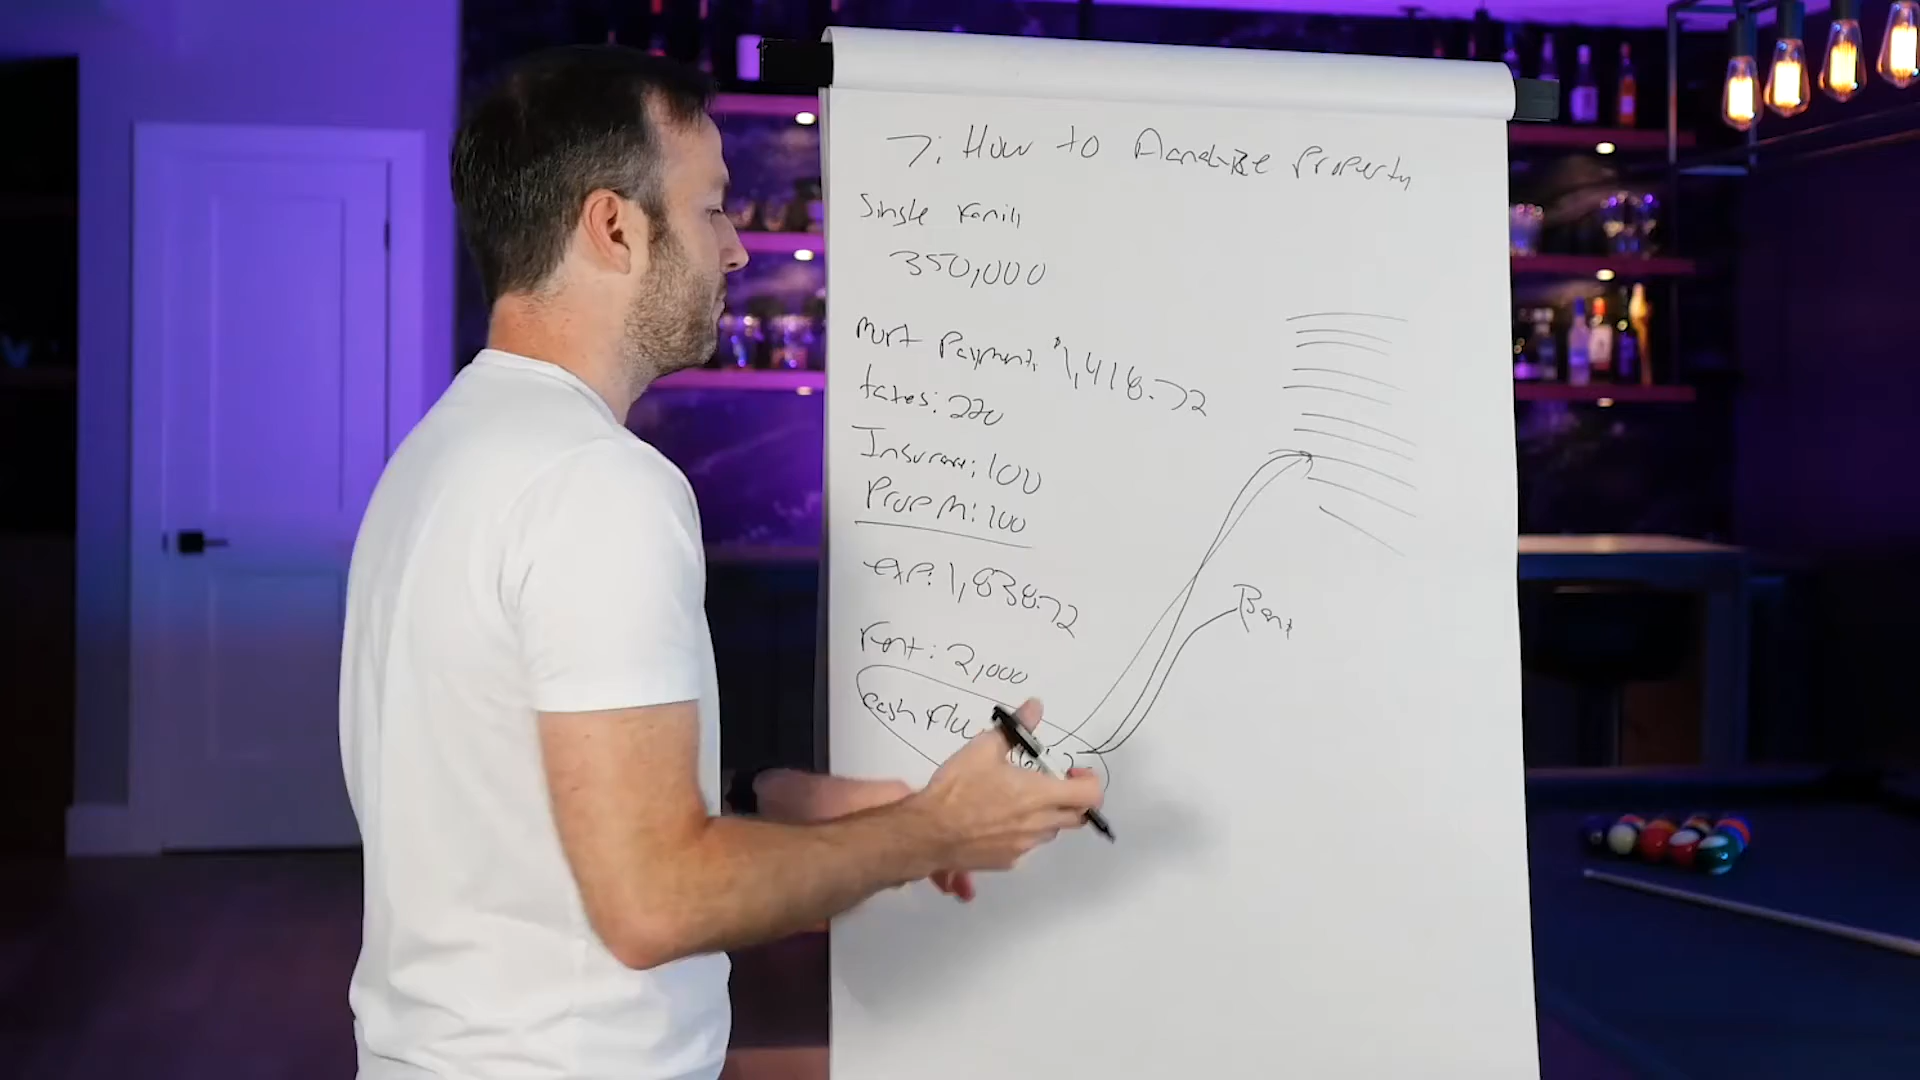 7: How to Analyze Property
Single Family
350,000
Mort Payment: $1,418.72
taxes: 220
Insurance: 100
Prop M: 100
exp: 1,838.72
rent: 2,000
cash flow
Bank